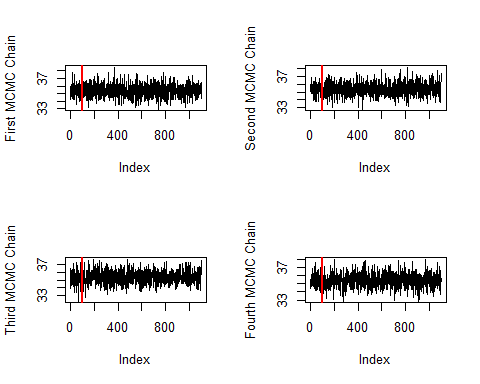 First MCMC Chain
37
33
0 400 800
Index
Second MCMC Chain
37
33
0 400 800
Index
Third MCMC Chain
37
33
0 400 800
Index
Fourth MCMC Chain
37
33
0 400 800
Index